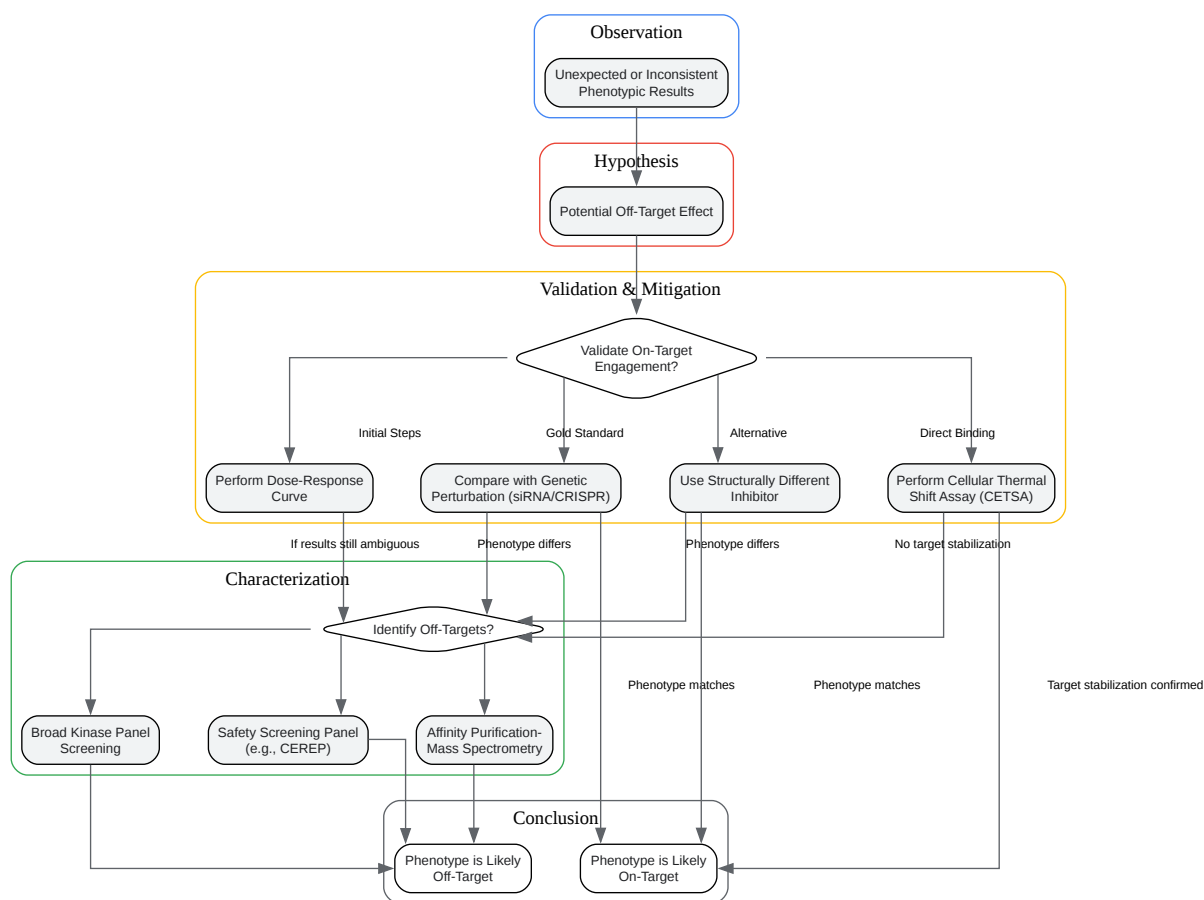 Observation
Unexpected or Inconsistent
Phenotypic Results
Hypothesis
Potential Off-Target Effect
Validation & Mitigation
Validate On-Target
Engagement?
Initial Steps
Gold Standard
Alternative
Direct Binding
Perform Dose-Response
Curve
Compare with Genetic
Perturbation (siRNA/CRISPR)
Use Structurally Different
Inhibitor
Perform Cellular Thermal
Shift Assay (CETSA)
If results still ambiguous
Phenotype differs
Phenotype differs
No target stabilization
Characterization
Identify Off-Targets?
Phenotype matches
Phenotype matches
Target stabilization confirmed
Broad Kinase Panel
Screening
Safety Screening Panel
(e.g., CEREP)
Affinity Purification-
Mass Spectrometry
Conclusion
Phenotype is Likely
Off-Target
Phenotype is Likely
On-Target